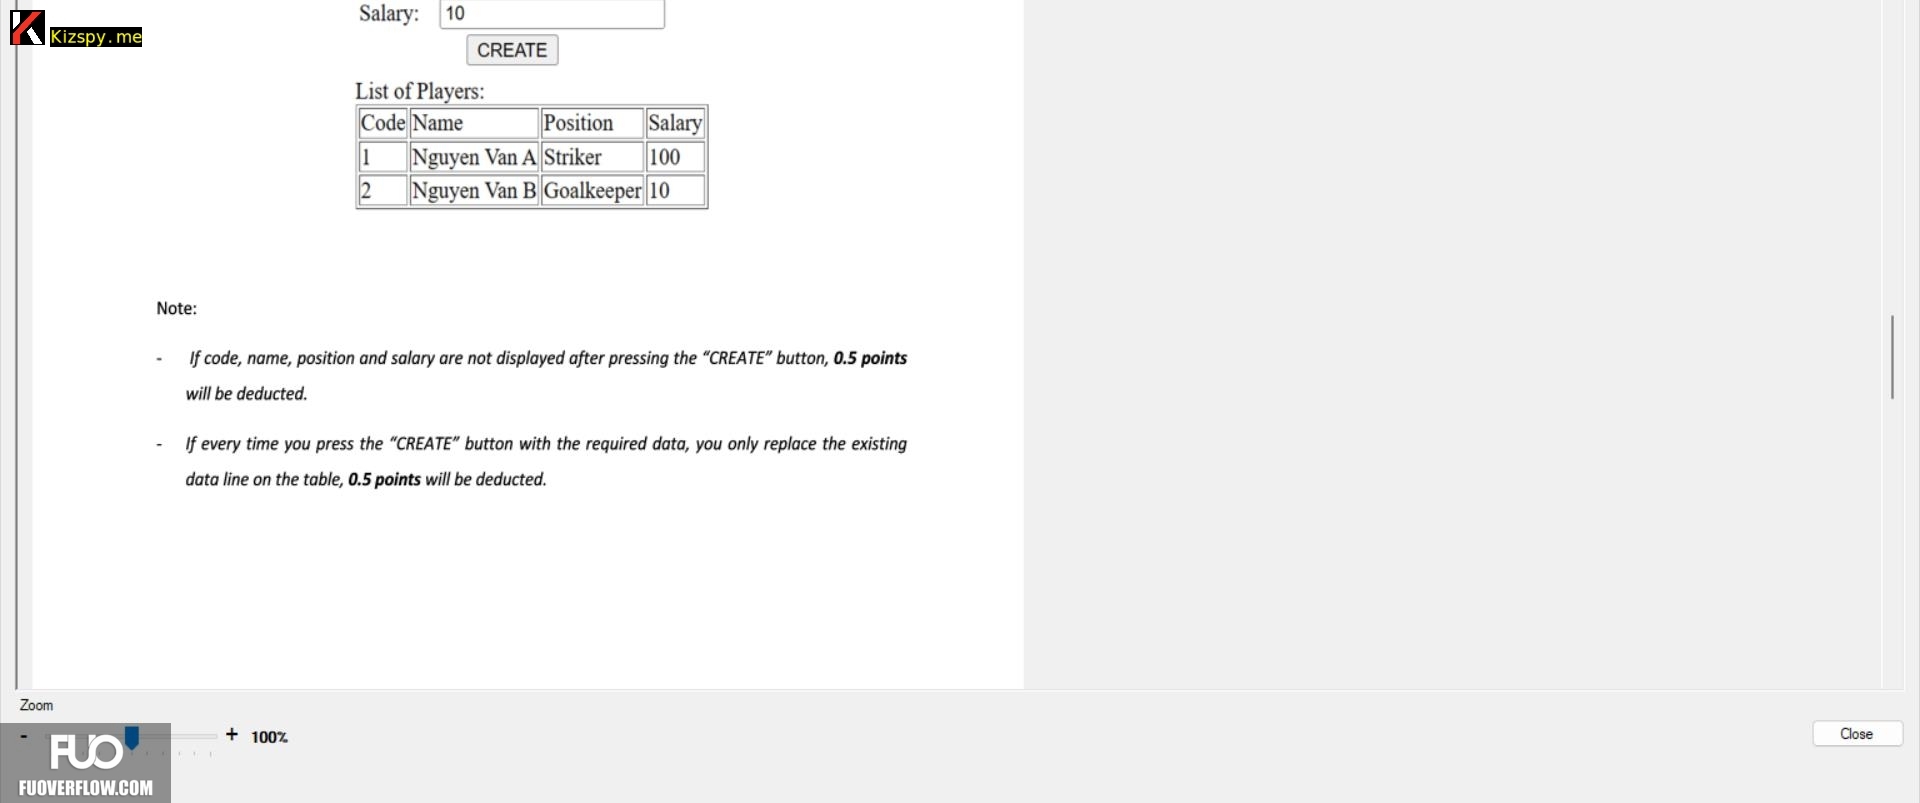 Kizspy.me
Salary: 10
CREATE
List of Players:
Code Name Position Salary
1 Nguyen Van A Striker 100
2 Nguyen Van B Goalkeeper 10
Note:
- If code, name, position and salary are not displayed after pressing the “CREATE” button, 0.5 points
will be deducted.
- If every time you press the “CREATE” button with the required data, you only replace the existing
data line on the table, 0.5 points will be deducted.
Zoom
- + 100%
Close
FUO
FUOVERFLOW.COM